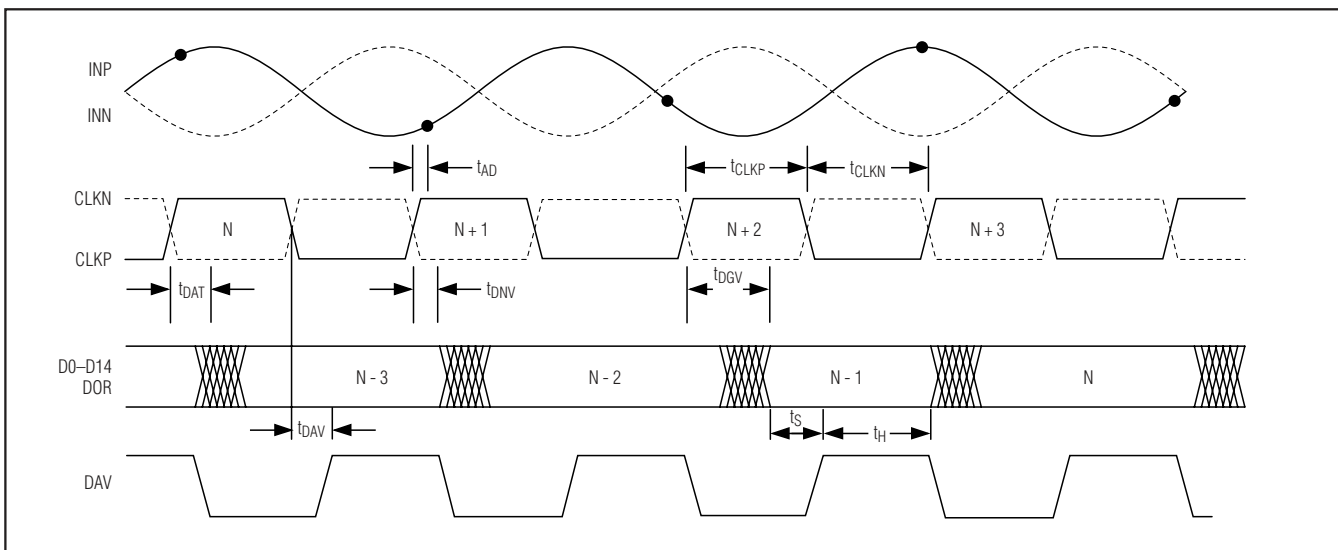 INP
INN
tAD
tCLKP
tCLKN
CLKN
N
N + 1
N + 2
N + 3
CLKP
tDAT
tDNV
tDGV
D0–D14
DOR
N - 3
N - 2
N - 1
N
tS
tH
tDAV
DAV